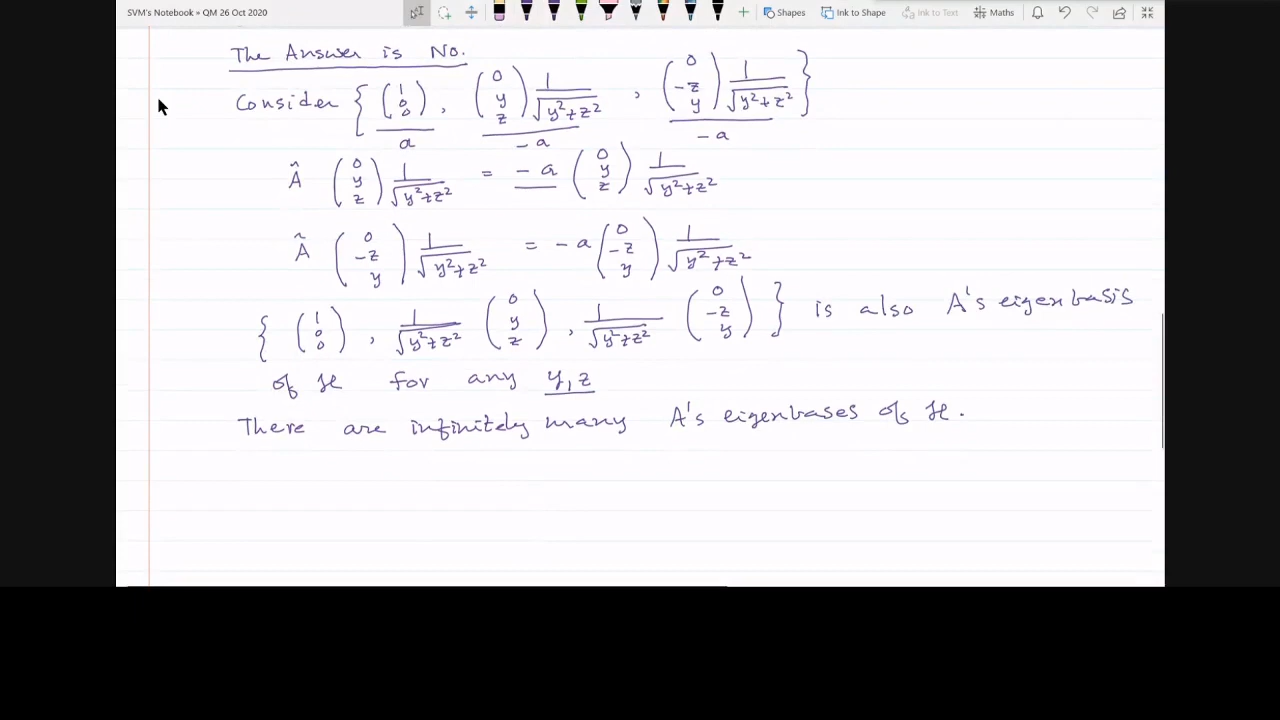 SVM's Notebook » QM 26 Oct 2020
Shapes Ink to Shape Ink to Text Maths
The Answer is No.
Consider { (1 0 0), (0 y z) 1/√y²+z², (0 -z y) 1/√y²+z² }
a -a -a
Â (0 y z) 1/√y²+z² = -a (0 y z) 1/√y²+z²
Â (0 -z y) 1/√y²+z² = -a (0 -z y) 1/√y²+z²
{ (1 0 0), 1/√y²+z² (0 y z), 1/√y²+z² (0 -z y) } is also A's eigenbasis
of ℋ for any y,z
There are infinitely many A's eigenbases of ℋ.